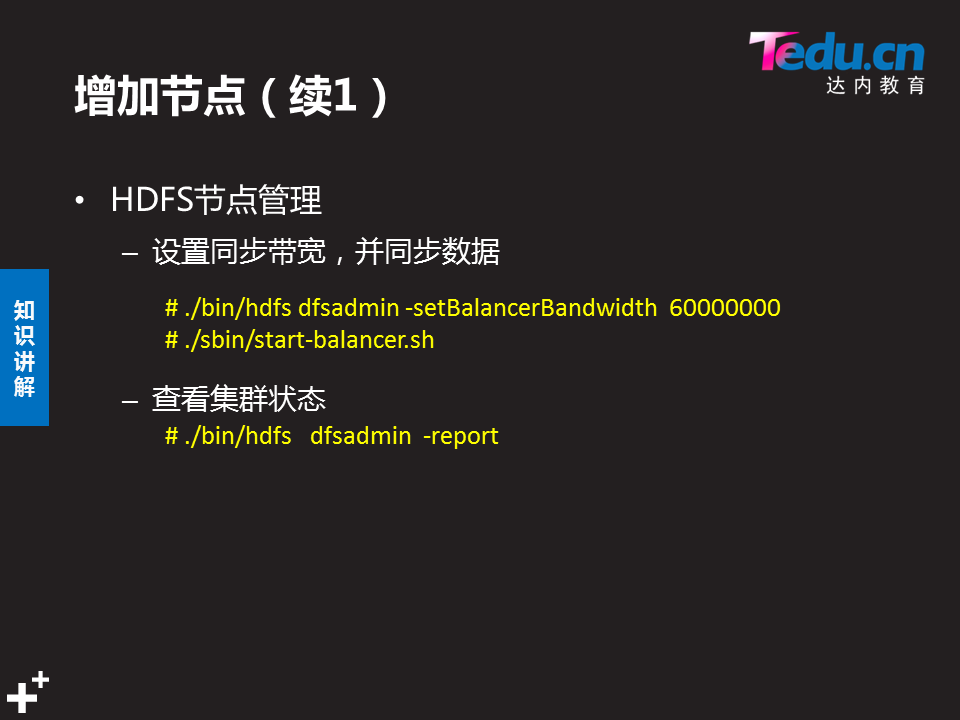 Tedu.cn
达内教育
增加节点（续1）
• HDFS节点管理
– 设置同步带宽，并同步数据
# ./bin/hdfs dfsadmin -setBalancerBandwidth 60000000
# ./sbin/start-balancer.sh
– 查看集群状态
# ./bin/hdfs dfsadmin -report
知识讲解